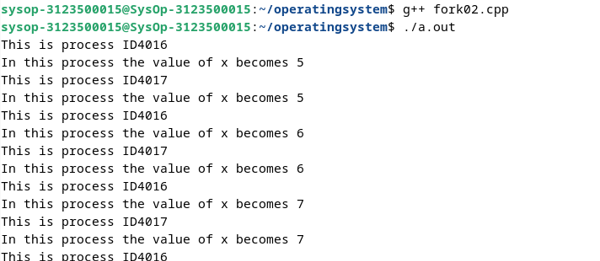 sysop-3123500015@SysOp-3123500015:~/operatingsystem$ g++ fork02.cpp
sysop-3123500015@SysOp-3123500015:~/operatingsystem$ ./a.out
This is process ID4016
In this process the value of x becomes 5
This is process ID4017
In this process the value of x becomes 5
This is process ID4016
In this process the value of x becomes 6
This is process ID4017
In this process the value of x becomes 6
This is process ID4016
In this process the value of x becomes 7
This is process ID4017
In this process the value of x becomes 7
This is process ID4016